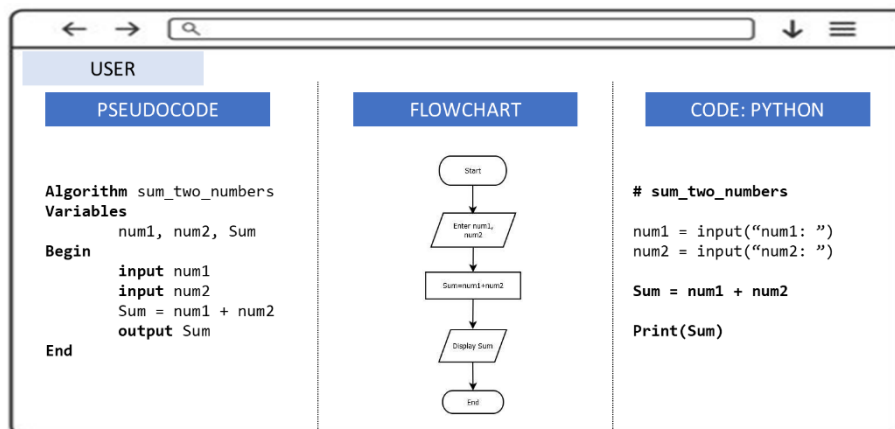 USER
PSEUDOCODE
Algorithm sum_two_numbers
Variables
num1, num2, Sum
Begin
input num1
input num2
Sum = num1 + num2
output Sum
End
FLOWCHART
Start
Enter num1,
num2
Sum=num1+num2
Display Sum
End
CODE: PYTHON
# sum_two_numbers
num1 = input(“num1: ”)
num2 = input(“num2: ”)
Sum = num1 + num2
Print(Sum)